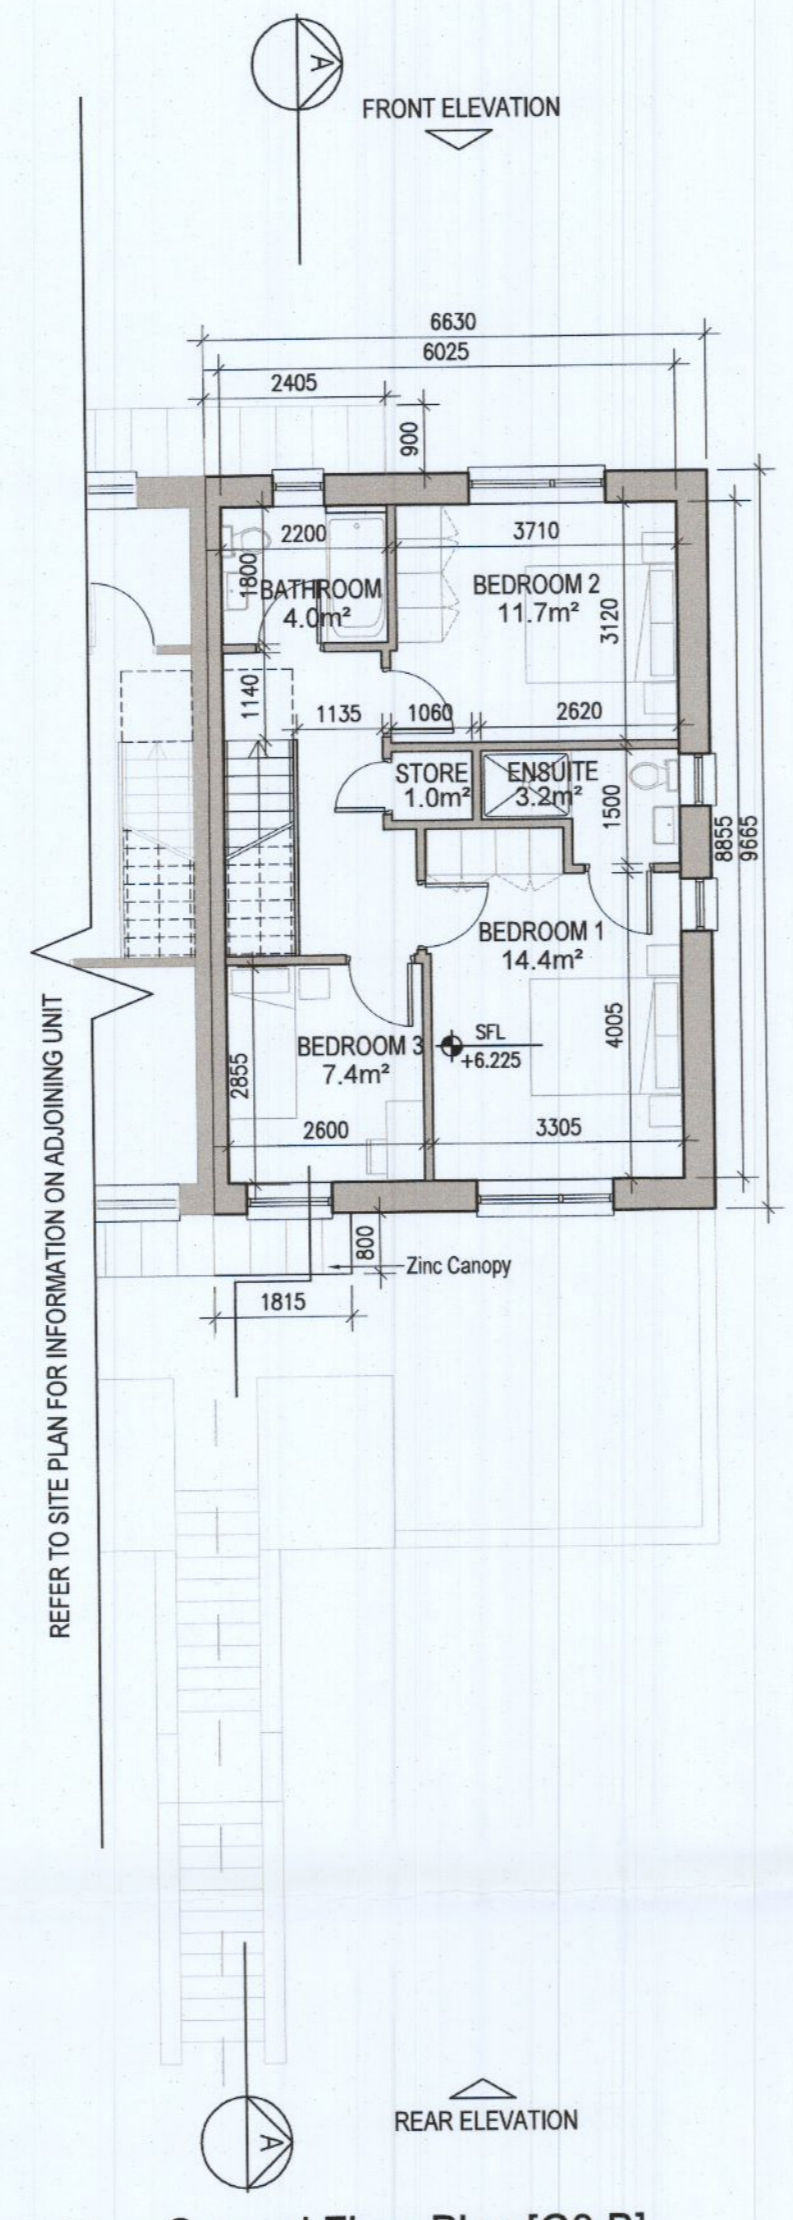 A
FRONT ELEVATION
6630
6025
2405
900
2200
3710
1800
BATHROOM
4.0m²
BEDROOM 2
11.7m²
3120
1140
1135
1060
2620
STORE
1.0m²
ENSUITE
3.2m²
1500
8855
9665
BEDROOM 1
14.4m²
4005
SFL
+6.225
BEDROOM 3
7.4m²
2855
2600
3305
800
Zinc Canopy
1815
REFER TO SITE PLAN FOR INFORMATION ON ADJOINING UNIT
REAR ELEVATION
A